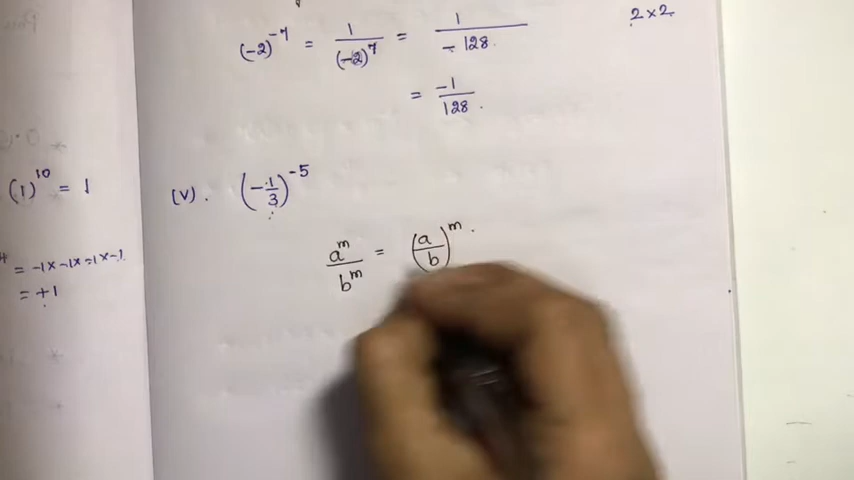 2 × 2
(-2)^-7 = 1/(-2)^7 = 1/-128.
= -1/128.
(1)^10 = 1
(v). (-1/3)^-5
a^m/b^m = (a/b)^m.
= -1 × -1 × -1 × -1
= +1